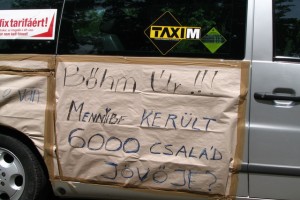 fix tarifáért!
TAXIM
Böhm Úr!!!
MENNYIBE KERÜLT
6000 CSALÁD
JÖVŐJE?